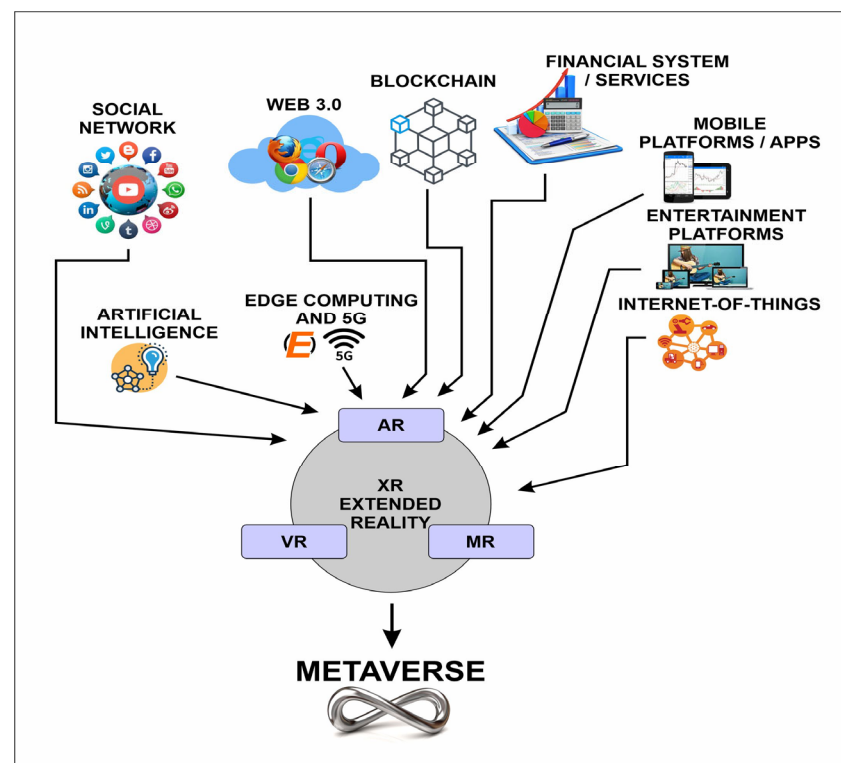 FINANCIAL SYSTEM
/ SERVICES
BLOCKCHAIN
WEB 3.0
SOCIAL
NETWORK
MOBILE
PLATFORMS / APPS
ENTERTAINMENT
PLATFORMS
INTERNET-OF-THINGS
EDGE COMPUTING
AND 5G
(E)
5G
ARTIFICIAL
INTELLIGENCE
AR
XR
EXTENDED
REALITY
VR
MR
METAVERSE